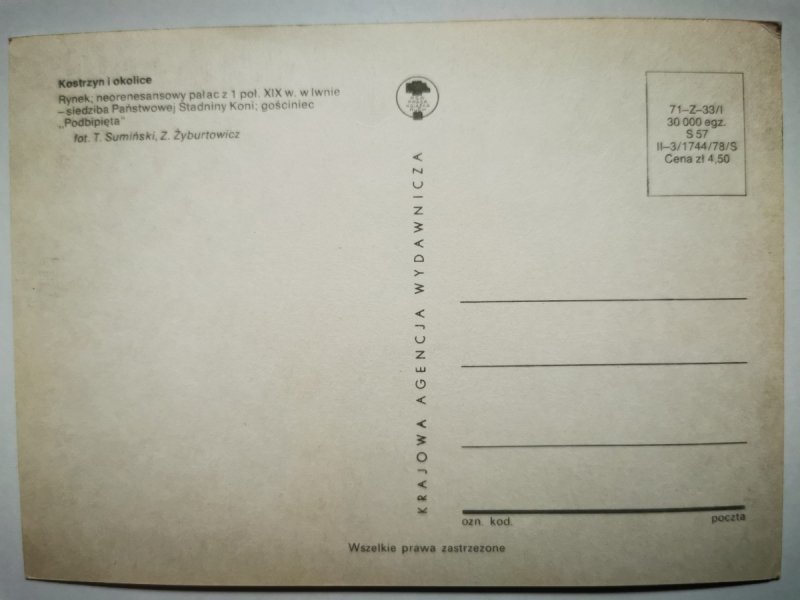 Kostrzyn i okolice
Rynek; neorenesansowy pałac z 1 poł. XIX w. w Iwnie
–siedziba Państwowej Stadniny Koni; gościniec
„Podbipięta”
fot. T. Sumiński, Z. Żyburtowicz
KRAJOWA AGENCJA WYDAWNICZA
71–Z–33/I
30 000 egz.
S 57
II–3/1744/78/S
Cena zł 4,50
ozn. kod.
poczta
Wszelkie prawa zastrzeżone